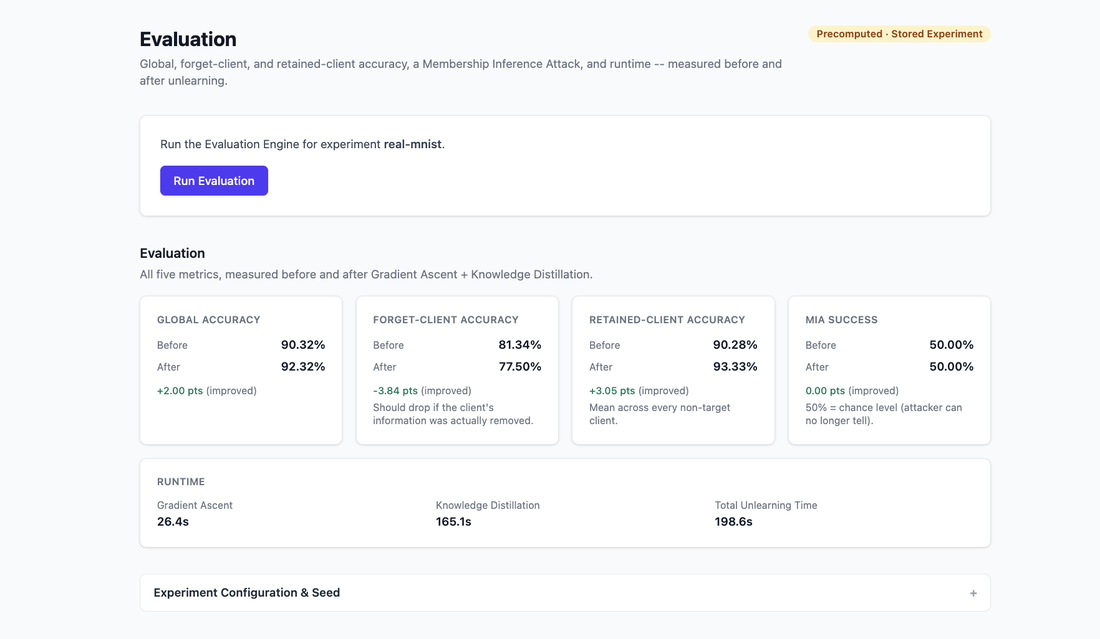 Evaluation
Precomputed · Stored Experiment
Global, forget-client, and retained-client accuracy, a Membership Inference Attack, and runtime -- measured before and
after unlearning.
Run the Evaluation Engine for experiment real-mnist.
Run Evaluation
Evaluation
All five metrics, measured before and after Gradient Ascent + Knowledge Distillation.
GLOBAL ACCURACY
Before 90.32%
After 92.32%
+2.00 pts (improved)
FORGET-CLIENT ACCURACY
Before 81.34%
After 77.50%
-3.84 pts (improved)
Should drop if the client's
information was actually removed.
RETAINED-CLIENT ACCURACY
Before 90.28%
After 93.33%
+3.05 pts (improved)
Mean across every non-target
client.
MIA SUCCESS
Before 50.00%
After 50.00%
0.00 pts (improved)
50% = chance level (attacker can
no longer tell).
RUNTIME
Gradient Ascent
26.4s
Knowledge Distillation
165.1s
Total Unlearning Time
198.6s
Experiment Configuration & Seed +